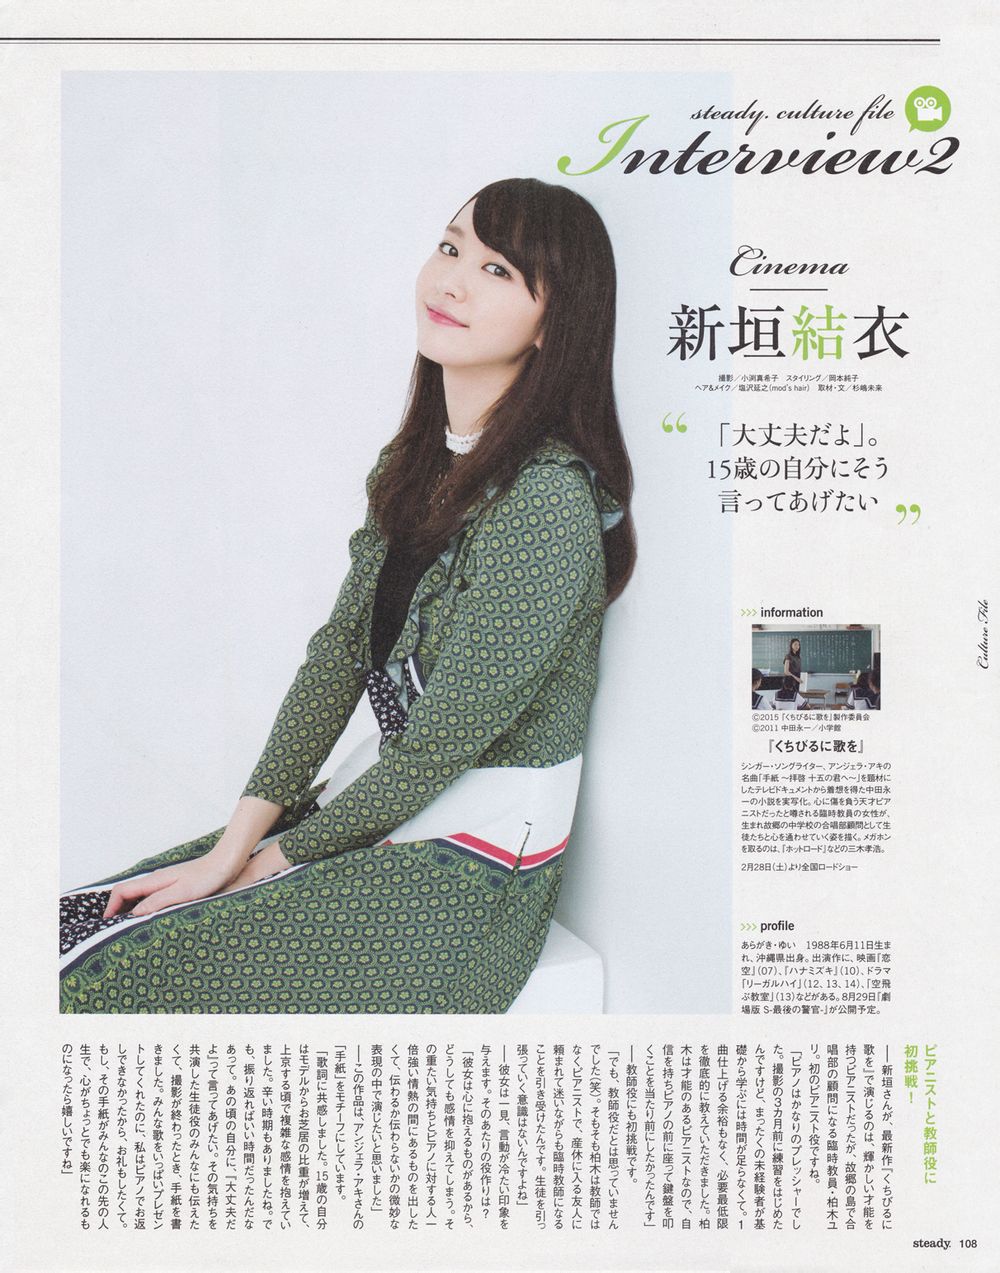 steady. culture file
Interview2
Cinema
新垣結衣
撮影／小渕真希子　スタイリング／岡本純子
ヘア&メイク／塩沢延之(mod's hair)　取材・文／杉嶋未来
“
「大丈夫だよ」。
15歳の自分にそう
言ってあげたい
”
>>> information
©2015『くちびるに歌を』製作委員会
©2011 中田永一／小学館
『くちびるに歌を』
シンガー・ソングライター、アンジェラ・アキの
名曲「手紙 〜拝啓 十五の君へ〜」を題材に
したテレビドキュメントから着想を得た中田永
一の小説を実写化。心に傷を負う天才ピア
ニストだったと噂される臨時教員の女性が、
生まれ故郷の中学校の合唱部顧問として生
徒たちと心を通わせていく姿を描く。メガホン
を取るのは、『ホットロード』などの三木孝浩。
2月28日(土)より全国ロードショー
>>> profile
あらがき・ゆい　1988年6月11日生ま
れ、沖縄県出身。出演作に、映画『恋
空』(07)、『ハナミズキ』(10)、ドラマ
『リーガルハイ』(12、13、14)、『空飛
ぶ教室』(13)などがある。8月29日『劇
場版 S-最後の警官-』が公開予定。
Culture File
ピアニストと教師役に
初挑戦！
──新垣さんが、最新作『くちびるに
歌を』で演じるのは、輝かしい才能を
持つピアニストだったが、故郷の島で合
唱部の顧問になる臨時教員・柏木ユ
リ。初のピアニスト役ですね。
「ピアノはかなりのプレッシャーでし
た。撮影の3カ月前に練習をはじめた
んですけど、まったくの未経験者が基
礎から学ぶには時間が足らなくて。1
曲仕上げる余裕もなく、必要最低限
を徹底的に教えていただきました。柏
木は才能のあるピアニストなので、自
信を持ちピアノの前に座って鍵盤を叩
くことを当たり前にしたかったんです」
──教師役にも初挑戦です。
「でも、教師役だとは思っていません
でした(笑)。そもそも柏木は教師では
なくピアニストで、産休に入る友人に
頼まれて迷いながらも臨時教師になる
ことを引き受けたんです。生徒を引っ
張っていく意識はないんですよね」
──彼女は一見、言動が冷たい印象を
与えます。そのあたりの役作りは？
「彼女は心に抱えるものがあるから、
どうしても感情を抑えてしまう。そ
の重たい気持ちとピアノに対する人一
倍強い情熱の間にあるものを出した
くて、伝わるか伝わらないかの微妙な
表現の中で演じたいと思いました」
──この作品は、アンジェラ・アキさんの
「手紙」をモチーフにしています。
「歌詞に共感しました。15歳の自分
はモデルからお芝居の比重が増えて、
上京する頃で複雑な感情を抱えてい
ました。辛い時期もありましたね。で
も、振り返ればいい時間だったんだな
あって。あの頃の自分に、『大丈夫だ
よ』って言ってあげたい。その気持ちを
共演した生徒役のみんなにも伝えた
くて、撮影が終わったとき、手紙を書
きました。みんな歌をいっぱいプレゼン
トしてくれたのに、私はピアノでお返
しできなかったから、お礼もしたくて。
もし、その手紙がみんなのこの先の人
生で、心がちょっとでも楽になれるも
のになったら嬉しいですね」
steady. 108